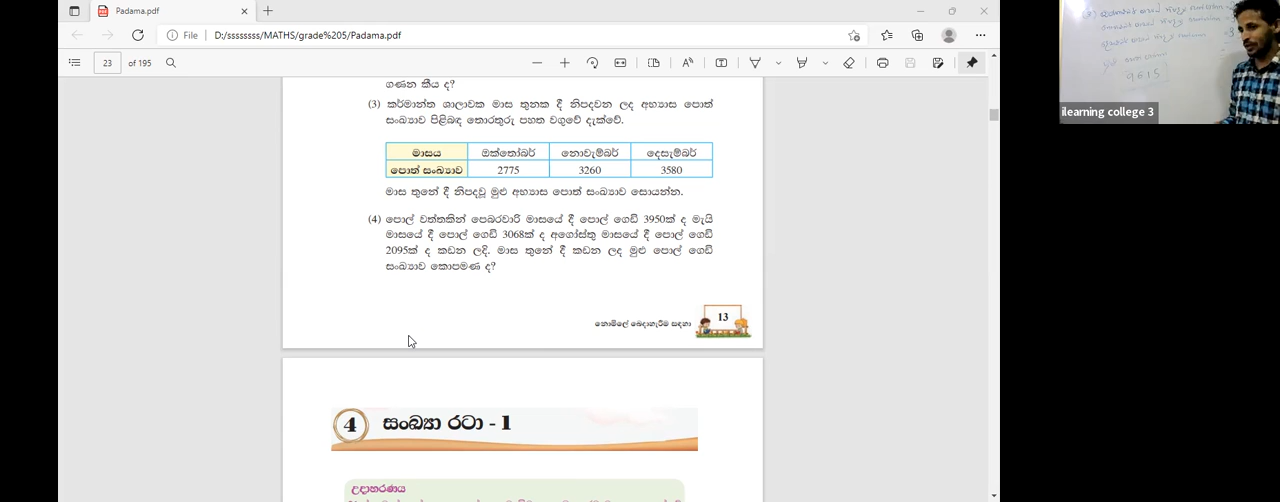 Padama.pdf
File
D:/ssssssss/MATHS/grade%205/Padama.pdf
23
of 195
ගණන කීය ද?
(3) කර්මාන්ත ශාලාවක මාස තුනක දී නිපදවන ලද අභ්‍යාස පොත්
සංඛ්‍යාව පිළිබඳ තොරතුරු පහත වගුවේ දැක්වේ.
මාසය ඔක්තෝබර් නොවැම්බර් දෙසැම්බර්
පොත් සංඛ්‍යාව 2775 3260 3580
මාස තුනේ දී නිපදවූ මුළු අභ්‍යාස පොත් සංඛ්‍යාව සොයන්න.
(4) පොල් වත්තකින් පෙබරවාරි මාසයේ දී පොල් ගෙඩි 3950ක් ද මැයි
මාසයේ දී පොල් ගෙඩි 3068ක් ද අගෝස්තු මාසයේ දී පොල් ගෙඩි
2095ක් ද කඩන ලදි. මාස තුනේ දී කඩන ලද මුළු පොල් ගෙඩි
සංඛ්‍යාව කොපමණ ද?
නොමිලේ බෙදාහැරීම සඳහා
13
4 සංඛ්‍යා රටා - 1
උදාහරණය
9615
ilearning college 3